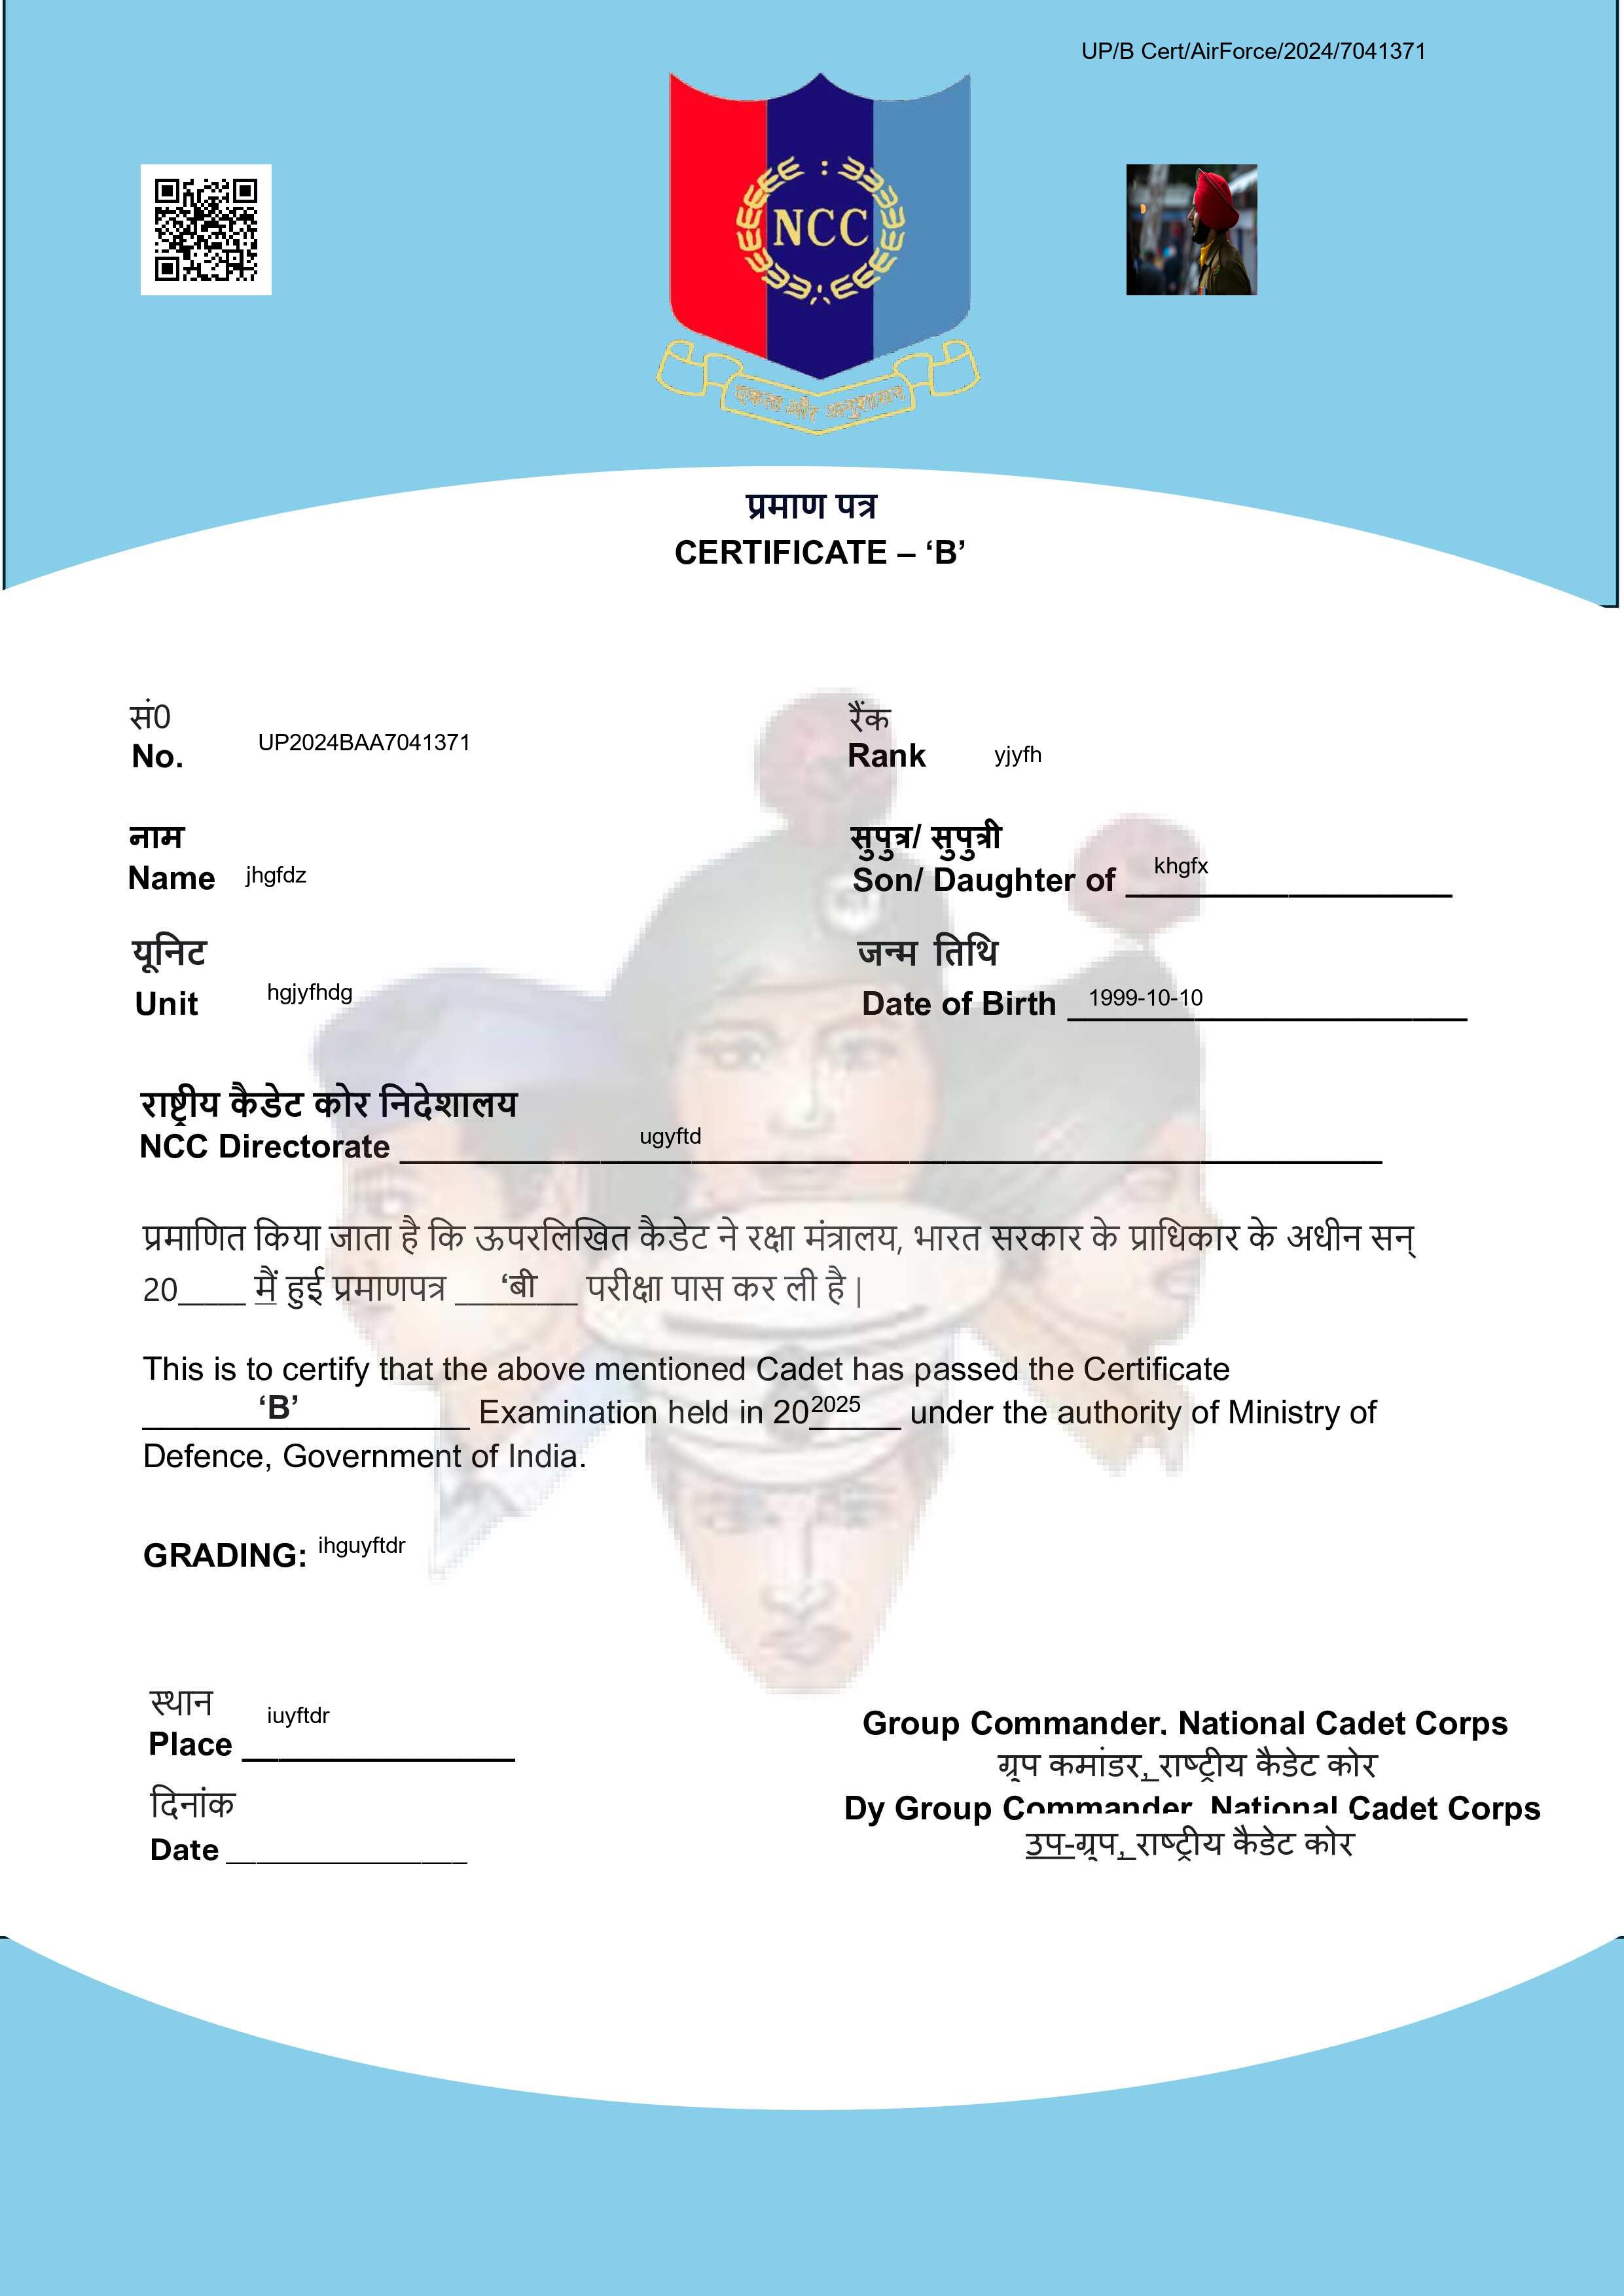 UP/B Cert/AirForce/2024/7041371
NCC
एकता और अनुशासन
प्रमाण पत्र
CERTIFICATE – ‘B’
सं0 रैंक
No. UP2024BAA7041371 Rank yjyfh
नाम सुपुत्र/ सुपुत्री
Name jhgfdz Son/ Daughter of khgfx
यूनिट जन्म तिथि
Unit hgjyfhdg Date of Birth 1999-10-10
राष्ट्रीय कैडेट कोर निदेशालय
NCC Directorate ugyftd
प्रमाणित किया जाता है कि ऊपरलिखित कैडेट ने रक्षा मंत्रालय, भारत सरकार के प्राधिकार के अधीन सन्
20____ मैं हुई प्रमाणपत्र ‘बी परीक्षा पास कर ली है |
This is to certify that the above mentioned Cadet has passed the Certificate
‘B’ Examination held in 202025 under the authority of Ministry of
Defence, Government of India.
GRADING: ihguyftdr
स्थान
Place iuyftdr
दिनांक
Date
Group Commander, National Cadet Corps
ग्रुप कमांडर, राष्ट्रीय कैडेट कोर
Dy Group Commander, National Cadet Corps
उप-ग्रुप, राष्ट्रीय कैडेट कोर